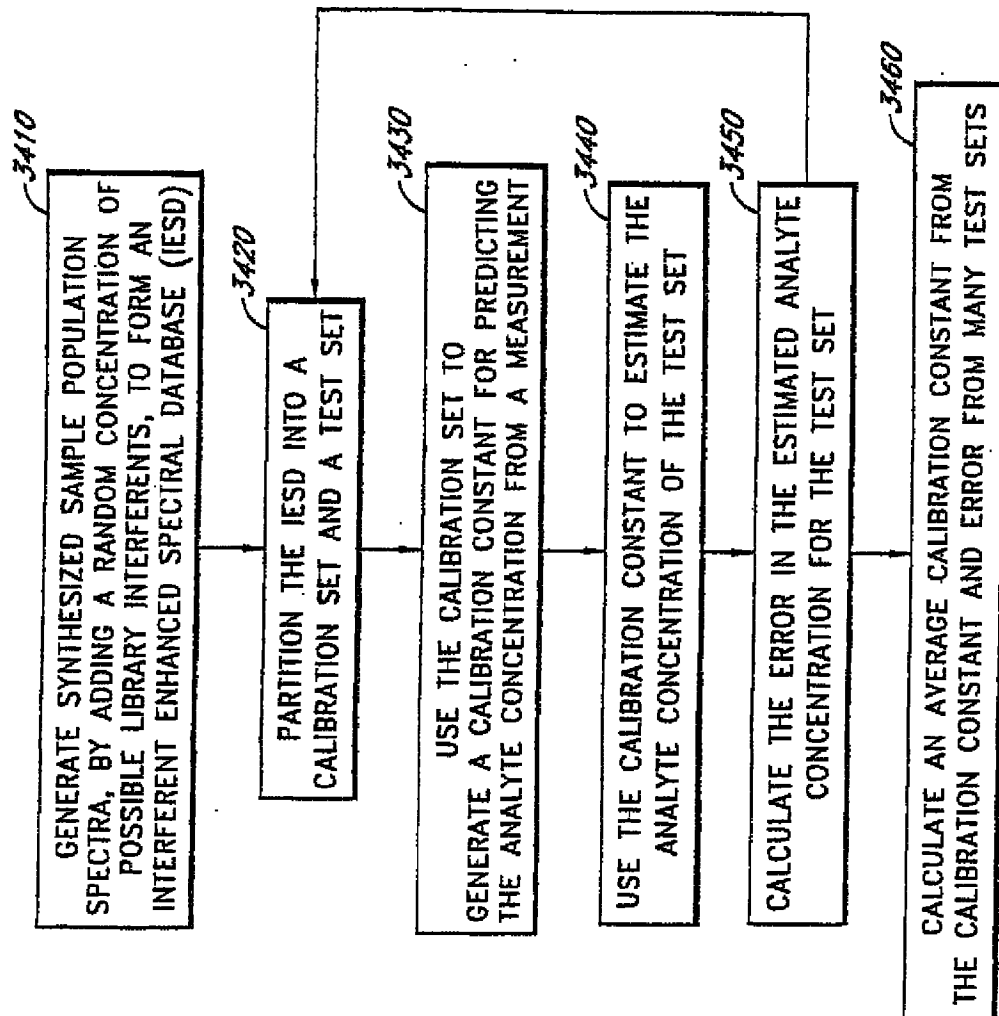 3410
GENERATE SYNTHESIZED SAMPLE POPULATION
SPECTRA, BY ADDING A RANDOM CONCENTRATION OF
POSSIBLE LIBRARY INTERFERENTS, TO FORM AN
INTERFERENT ENHANCED SPECTRAL DATABASE (IESD)
3420
PARTITION THE IESD INTO A
CALIBRATION SET AND A TEST SET
3430
USE THE CALIBRATION SET TO
GENERATE A CALIBRATION CONSTANT FOR PREDICTING
THE ANALYTE CONCENTRATION FROM A MEASUREMENT
3440
USE THE CALIBRATION CONSTANT TO ESTIMATE THE
ANALYTE CONCENTRATION OF THE TEST SET
3450
CALCULATE THE ERROR IN THE ESTIMATED ANALYTE
CONCENTRATION FOR THE TEST SET
3460
CALCULATE AN AVERAGE CALIBRATION CONSTANT FROM
THE CALIBRATION CONSTANT AND ERROR FROM MANY TEST SETS